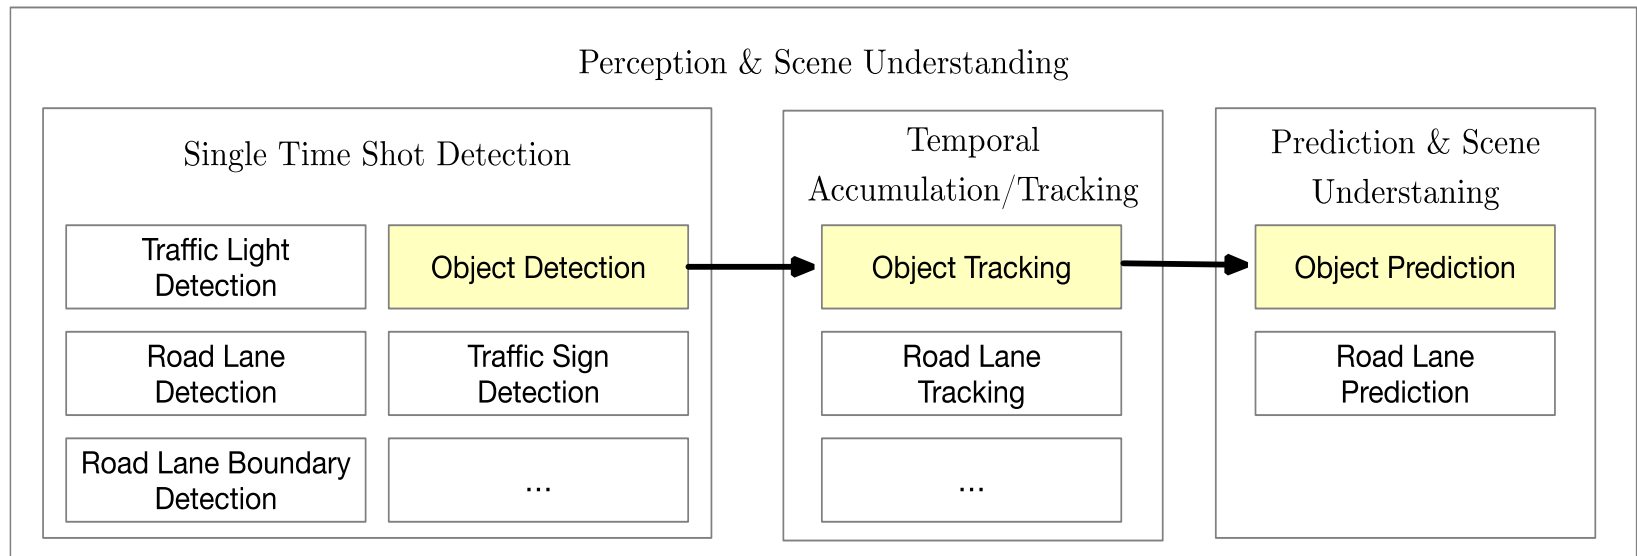 Perception & Scene Understanding
Single Time Shot Detection
Traffic Light
Detection
Object Detection
Road Lane
Detection
Traffic Sign
Detection
Road Lane Boundary
Detection
...
Temporal
Accumulation/Tracking
Object Tracking
Road Lane
Tracking
...
Prediction & Scene
Understaning
Object Prediction
Road Lane
Prediction